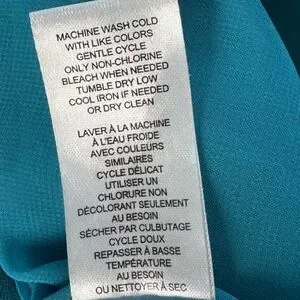 MACHINE WASH COLD
WITH LIKE COLORS
GENTLE CYCLE
ONLY NON-CHLORINE
BLEACH WHEN NEEDED
TUMBLE DRY LOW
COOL IRON IF NEEDED
OR DRY CLEAN
LAVER À LA MACHINE
À L'EAU FROIDE
AVEC COULEURS
SIMILAIRES
CYCLE DÉLICAT
UTILISER UN
CHLORURE NON
DÉCOLORANT SEULEMENT
AU BESOIN
SÉCHER PAR CULBUTAGE
CYCLE DOUX
REPASSER À BASSE
TEMPÉRATURE
AU BESOIN
OU NETTOYER À SEC